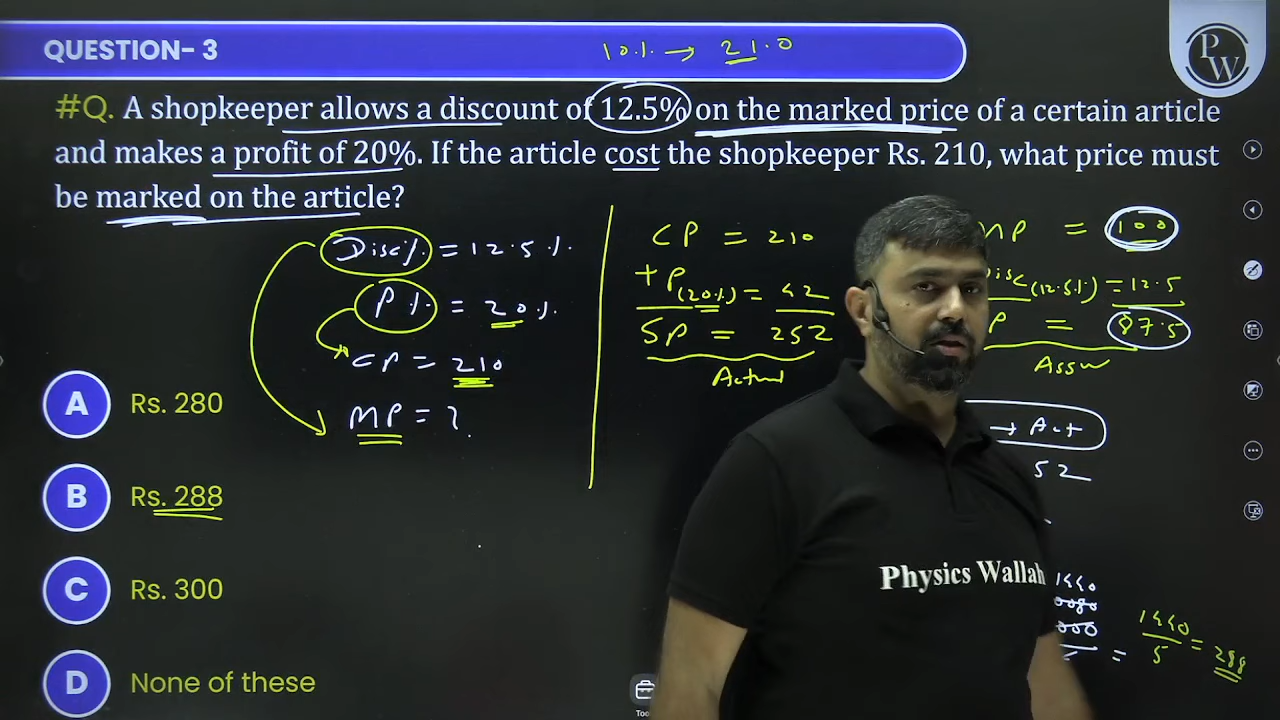 QUESTION- 3
10% → 21.0
PW
#Q. A shopkeeper allows a discount of 12.5% on the marked price of a certain article
and makes a profit of 20%. If the article cost the shopkeeper Rs. 210, what price must
be marked on the article?
Disc% = 12.5%
P% = 20%
CP = 210
MP = ?
CP = 210
+P(20%) = 42
SP = 252
Actual
MP = 100
Disc(12.5%) = 12.5
P = 87.5
Assu
→ Act
52
A Rs. 280
B Rs. 288
C Rs. 300
D None of these
Physics Wallah
1440
= 1440/5 = 288
Too